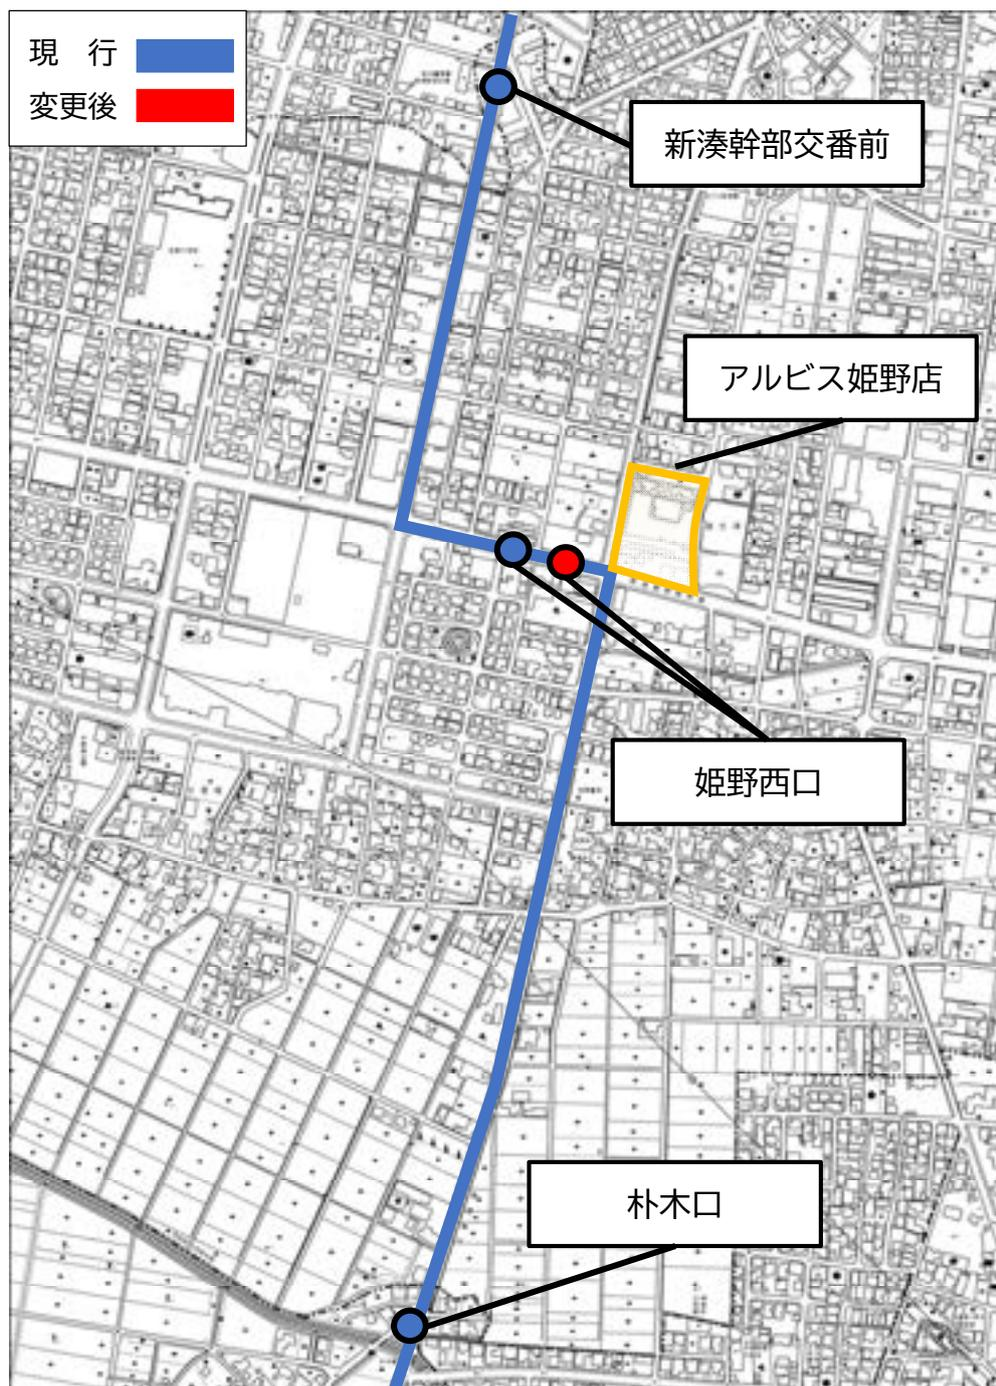 現　行
変更後
新湊幹部交番前
アルビス姫野店
姫野西口
朴木口